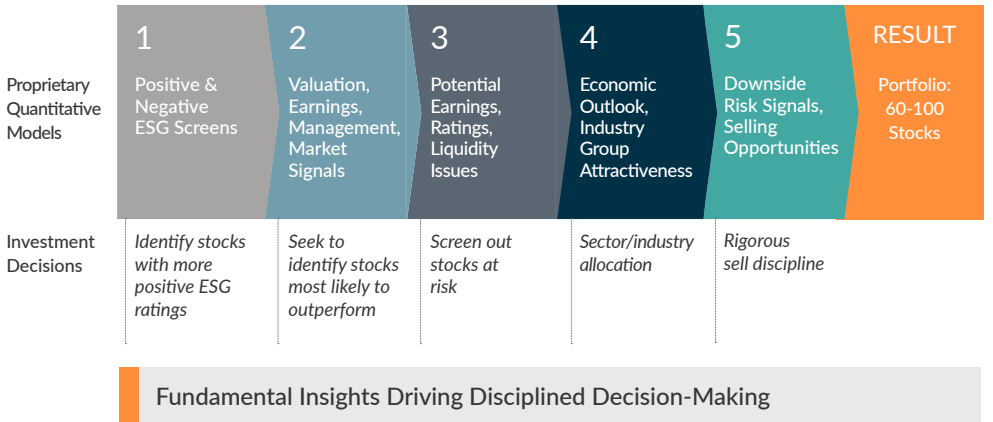 Proprietary
Quantitative
Models
1
Positive &
Negative
ESG Screens
2
Valuation,
Earnings,
Management,
Market
Signals
3
Potential
Earnings,
Ratings,
Liquidity
Issues
4
Economic
Outlook,
Industry
Group
Attractiveness
5
Downside
Risk Signals,
Selling
Opportunities
RESULT
Portfolio:
60-100
Stocks
Investment
Decisions
Identify stocks
with more
positive ESG
ratings
Seek to
identify stocks
most likely to
outperform
Screen out
stocks at
risk
Sector/industry
allocation
Rigorous
sell discipline
Fundamental Insights Driving Disciplined Decision-Making